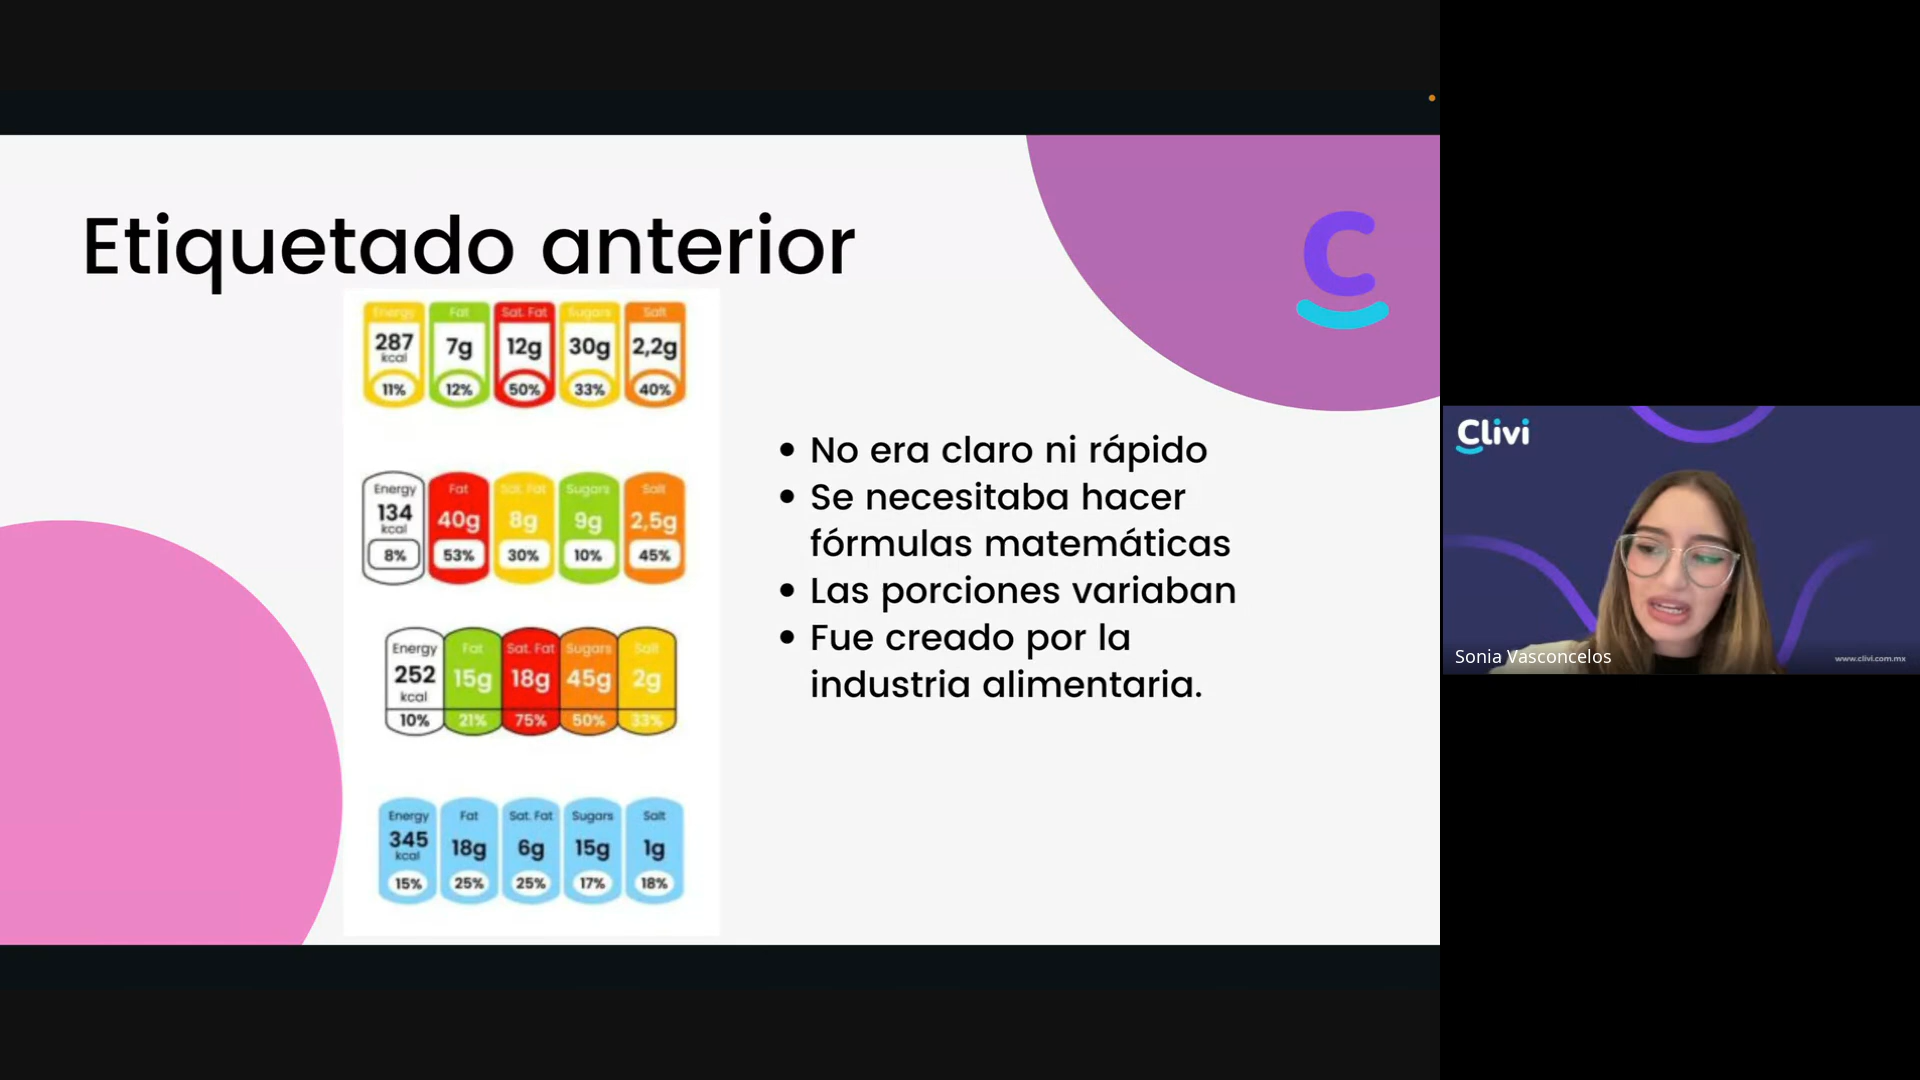 Etiquetado anterior
Energy Fat Sat. Fat Sugars Salt
287 kcal 7g 12g 30g 2,2g
11% 12% 50% 33% 40%
Energy Fat Sat. Fat Sugars Salt
134 kcal 40g 8g 9g 2,5g
8% 53% 30% 10% 45%
Energy Fat Sat. Fat Sugars Salt
252 kcal 15g 18g 45g 2g
10% 21% 75% 50% 33%
Energy Fat Sat. Fat Sugars Salt
345 kcal 18g 6g 15g 1g
15% 25% 25% 17% 18%
• No era claro ni rápido
• Se necesitaba hacer
fórmulas matemáticas
• Las porciones variaban
• Fue creado por la
industria alimentaria.
C
Clivi
Sonia Vasconcelos
www.clivi.com.mx